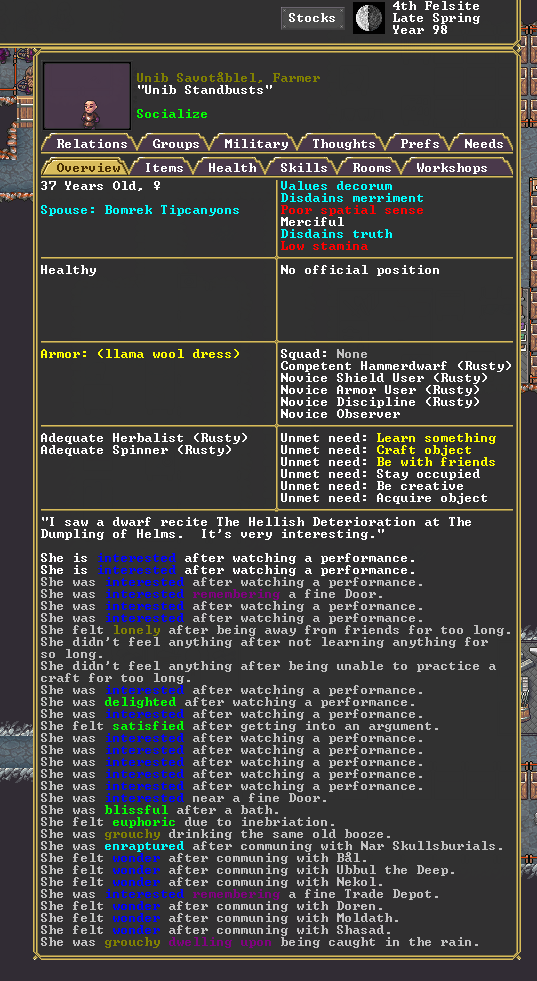 Stocks
4th Felsite
Late Spring
Year 98
Unib Savotåblel, Farmer
"Unib Standbusts"
Socialize
Relations Groups Military Thoughts Prefs Needs
Overview Items Health Skills Rooms Workshops
37 Years Old, ♀
Spouse: Bomrek Tipcanyons
Values decorum
Disdains merriment
Poor spatial sense
Merciful
Disdains truth
Low stamina
Healthy
No official position
Armor: (llama wool dress)
Squad: None
Competent Hammerdwarf (Rusty)
Novice Shield User (Rusty)
Novice Armor User (Rusty)
Novice Discipline (Rusty)
Novice Observer
Adequate Herbalist (Rusty)
Adequate Spinner (Rusty)
Unmet need: Learn something
Unmet need: Craft object
Unmet need: Be with friends
Unmet need: Stay occupied
Unmet need: Be creative
Unmet need: Acquire object
"I saw a dwarf recite The Hellish Deterioration at The
Dumpling of Helms.  It's very interesting."
She is interested after watching a performance.
She is interested after watching a performance.
She was interested after watching a performance.
She was interested remembering a fine Door.
She was interested after watching a performance.
She was interested after watching a performance.
She felt lonely after being away from friends for too long.
She didn't feel anything after not learning anything for
so long.
She didn't feel anything after being unable to practice a
craft for too long.
She was interested after watching a performance.
She was delighted after watching a performance.
She was interested after watching a performance.
She felt satisfied after getting into an argument.
She was interested after watching a performance.
She was interested after watching a performance.
She was interested after watching a performance.
She was interested after watching a performance.
She was interested after watching a performance.
She was interested near a fine Door.
She was blissful after a bath.
She felt euphoric due to inebriation.
She was grouchy drinking the same old booze.
She was enraptured after communing with Nar Skullsburials.
She felt wonder after communing with Bål.
She felt wonder after communing with Ubbul the Deep.
She felt wonder after communing with Nekol.
She was interested remembering a fine Trade Depot.
She felt wonder after communing with Doren.
She felt wonder after communing with Moldath.
She felt wonder after communing with Shasad.
She was grouchy dwelling upon being caught in the rain.